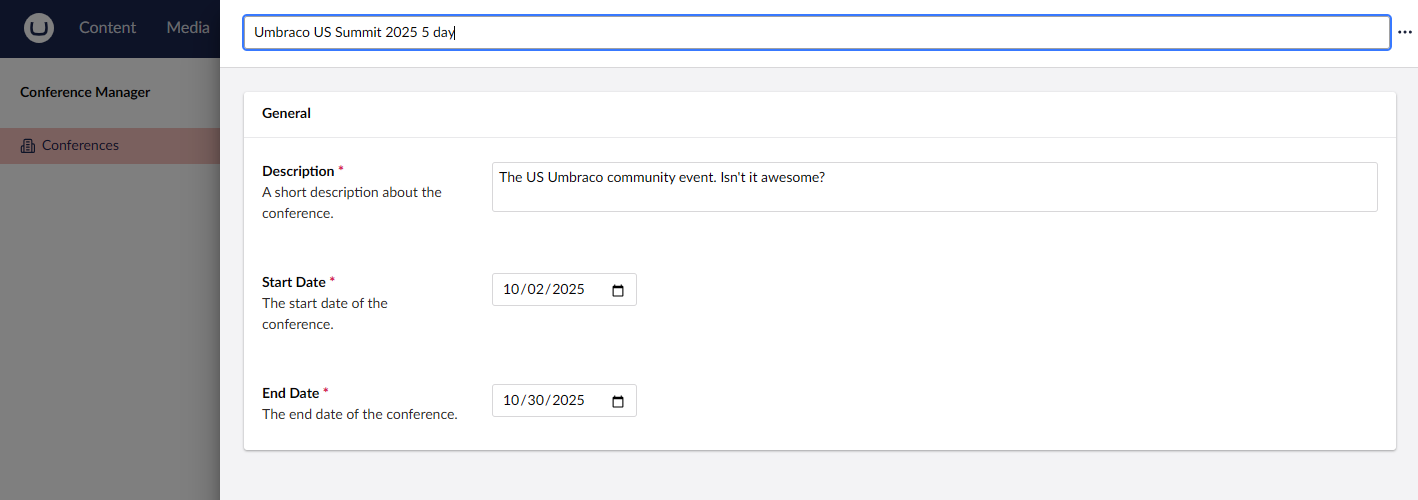 Content Media
Umbraco US Summit 2025 5 day
Conference Manager
Conferences
General
Description *
A short description about the
conference.
The US Umbraco community event. Isn't it awesome?
Start Date *
The start date of the
conference.
10/02/2025
End Date *
The end date of the conference.
10/30/2025